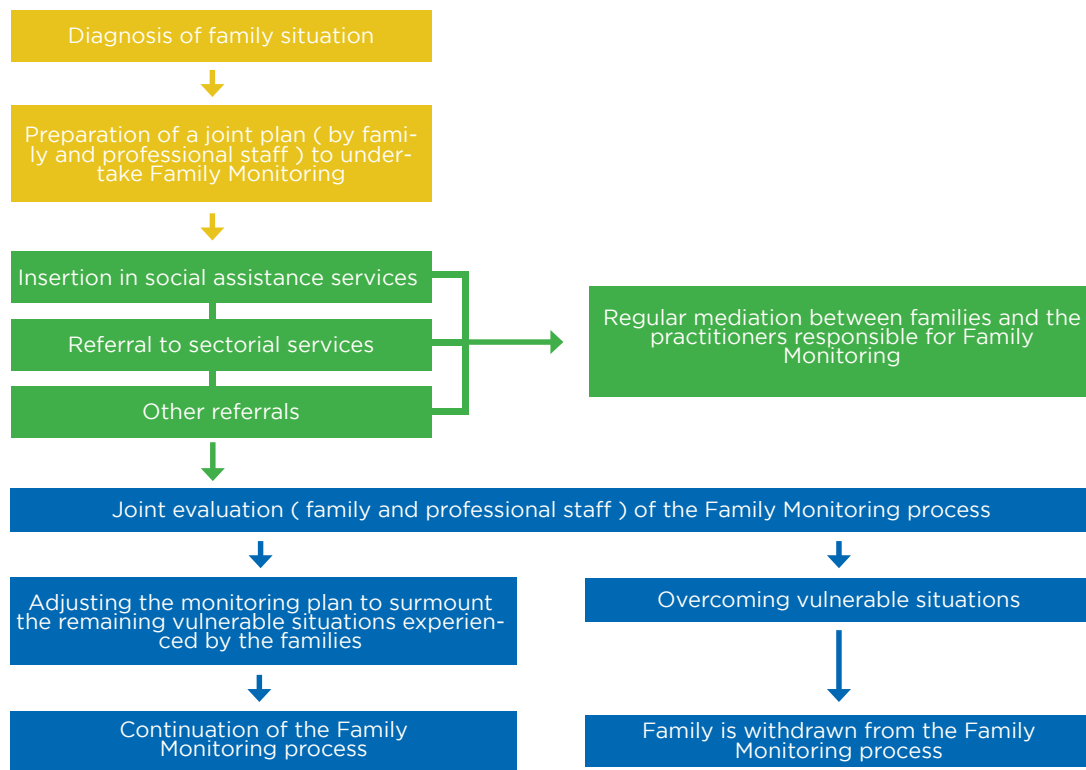 Diagnosis of family situation
Preparation of a joint plan ( by fami-
ly and professional staff ) to under-
take Family Monitoring
Insertion in social assistance services
Referral to sectorial services
Other referrals
Regular mediation between families and the
practitioners responsible for Family
Monitoring
Joint evaluation ( family and professional staff ) of the Family Monitoring process
Adjusting the monitoring plan to surmount
the remaining vulnerable situations experien-
ced by the families
Continuation of the Family
Monitoring process
Overcoming vulnerable situations
Family is withdrawn from the Family
Monitoring process